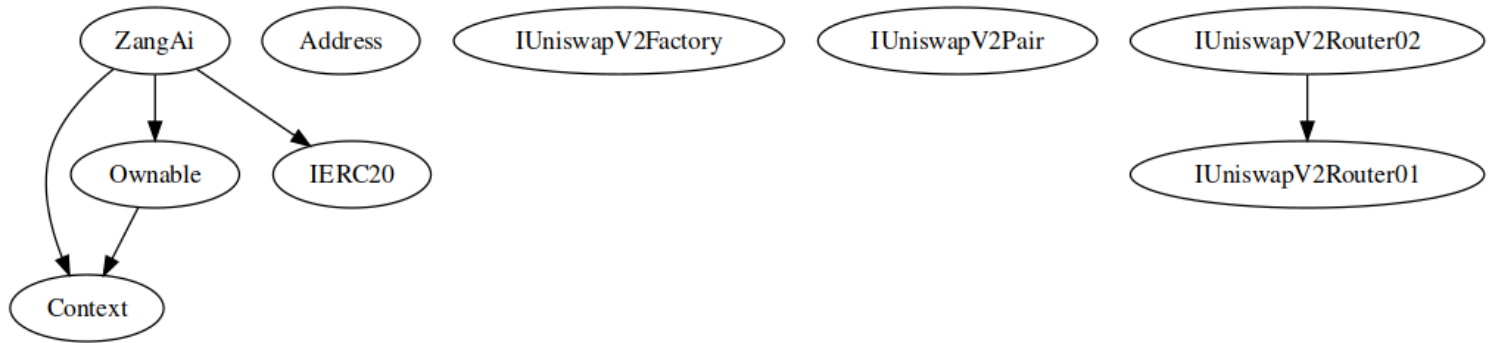 ZangAi
Address
IUniswapV2Factory
IUniswapV2Pair
IUniswapV2Router02
Ownable
IERC20
IUniswapV2Router01
Context